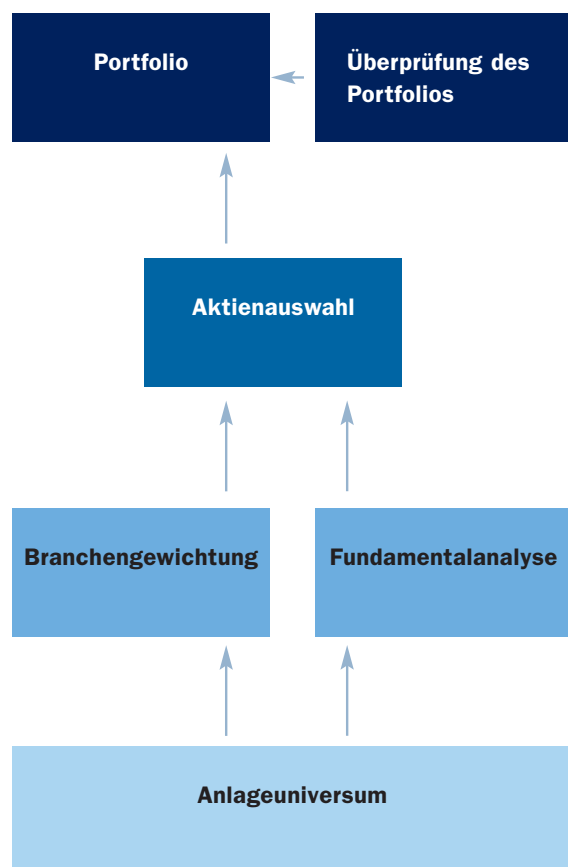 Portfolio
Überprüfung des
Portfolios
Aktienauswahl
Branchengewichtung
Fundamentalanalyse
Anlageuniversum